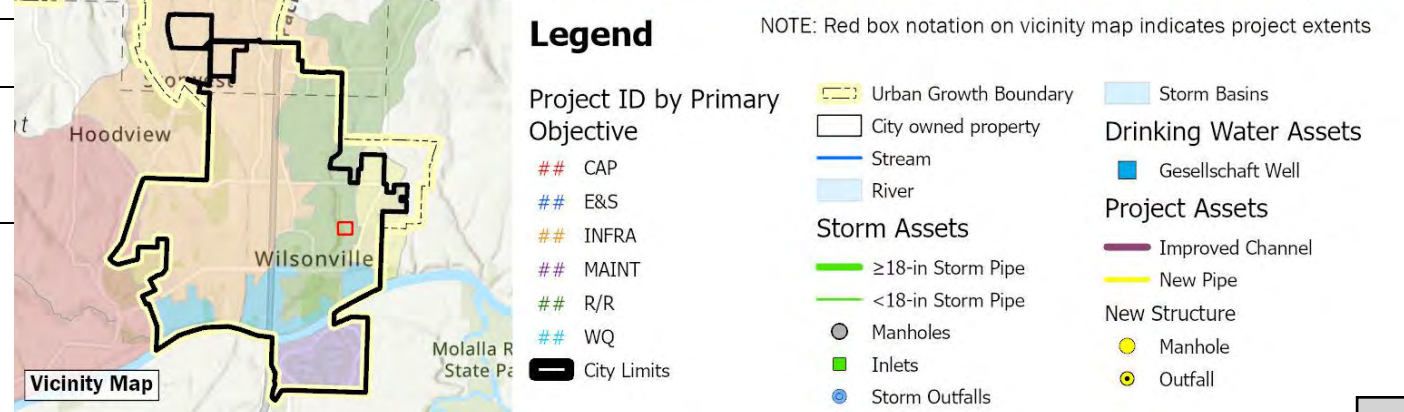 Hoodview
Wilsonville
Molalla R
State Pa
Vicinity Map
Legend
NOTE: Red box notation on vicinity map indicates project extents
Project ID by Primary
Objective
## CAP
## E&S
## INFRA
## MAINT
## R/R
## WQ
City Limits
Urban Growth Boundary
City owned property
Stream
River
Storm Assets
≥18-in Storm Pipe
<18-in Storm Pipe
Manholes
Inlets
Storm Outfalls
Storm Basins
Drinking Water Assets
Gesellschaft Well
Project Assets
Improved Channel
New Pipe
New Structure
Manhole
Outfall